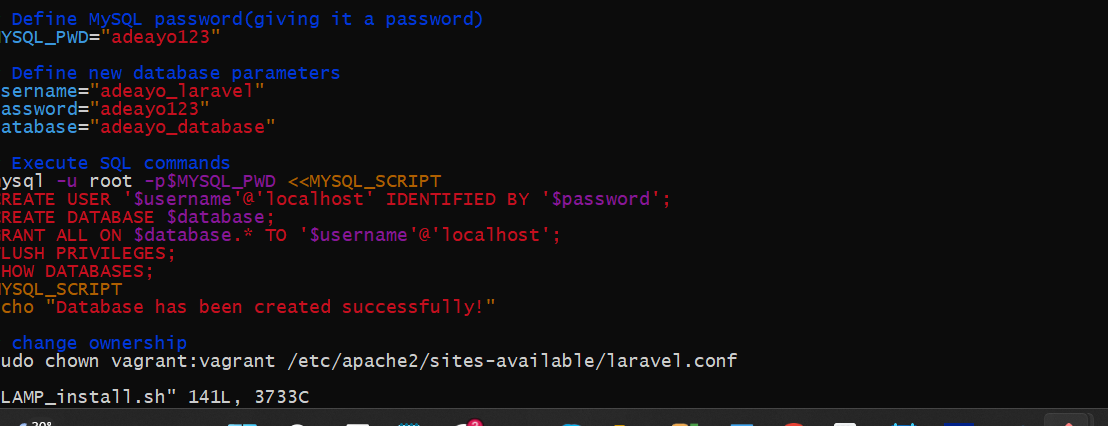 Define MySQL password(giving it a password)
YSQL_PWD="adeayo123"
Define new database parameters
sername="adeayo_laravel"
assword="adeayo123"
atabase="adeayo_database"
Execute SQL commands
ysql -u root -p$MYSQL_PWD <<MYSQL_SCRIPT
REATE USER '$username'@'localhost' IDENTIFIED BY '$password';
REATE DATABASE $database;
RANT ALL ON $database.* TO '$username'@'localhost';
LUSH PRIVILEGES;
HOW DATABASES;
YSQL_SCRIPT
cho "Database has been created successfully!"
change ownership
udo chown vagrant:vagrant /etc/apache2/sites-available/laravel.conf
LAMP_install.sh" 141L, 3733C